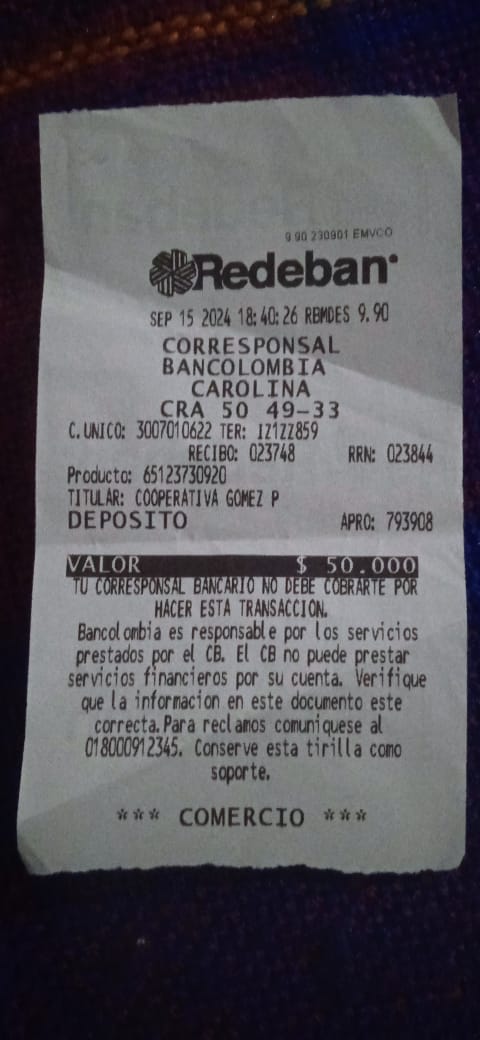 9.90 230901 EMVCO
Redeban
SEP 15 2024 18:40:26 RBMDES 9.90
CORRESPONSAL
BANCOLOMBIA
CAROLINA
CRA 50 49-33
C.UNICO: 3007010622 TER: IZ1ZZ859
RECIBO: 023748 RRN: 023844
Producto: 65123730920
TITULAR: COOPERATIVA GOMEZ P
DEPOSITO APRO: 793908
VALOR $ 50.000
TU CORRESPONSAL BANCARIO NO DEBE COBRARTE POR
HACER ESTA TRANSACCION.
Bancolombia es responsable por los servicios
prestados por el CB. El CB no puede prestar
servicios financieros por su cuenta. Verifique
que la informacion en este documento este
correcta.Para reclamos comuniquese al
018000912345. Conserve esta tirilla como
soporte.
*** COMERCIO ***